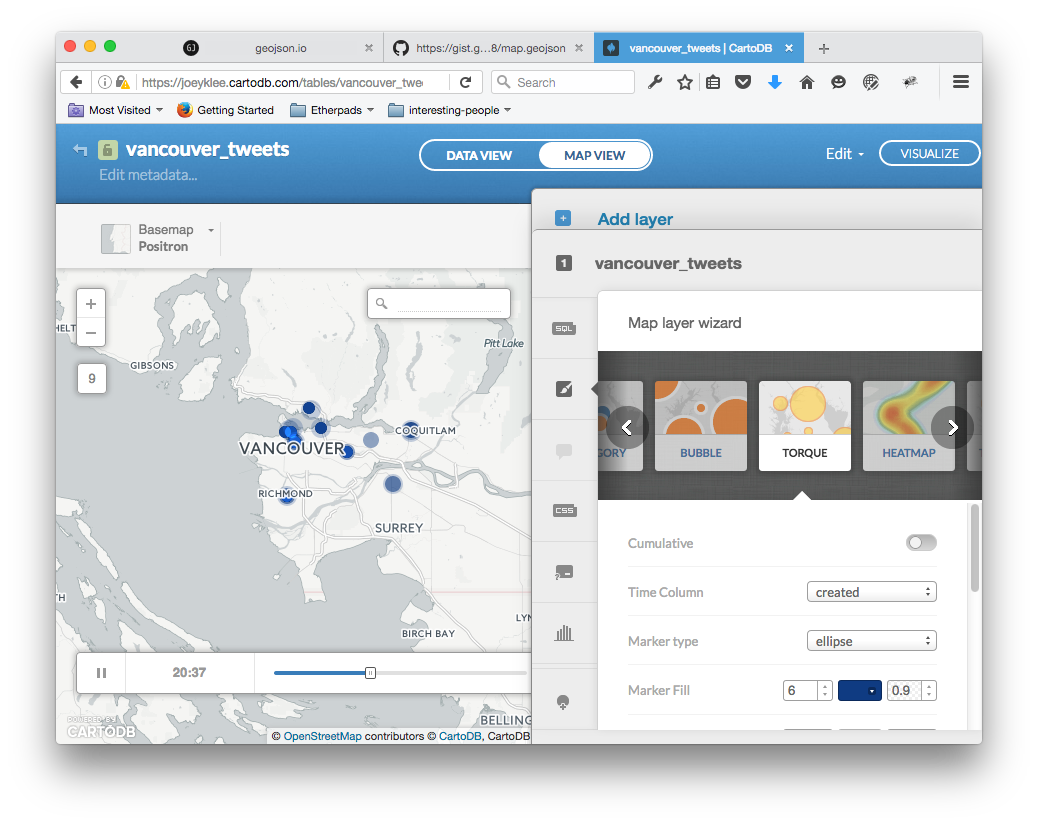 GJ geojson.io
https://gist.g...8/map.geojson
vancouver_tweets | CartoDB
https://joeyklee.cartodb.com/tables/vancouver_twe
Search
Most Visited
Getting Started
Etherpads
interesting-people
vancouver_tweets
Edit metadata...
DATA VIEW
MAP VIEW
Edit
VISUALIZE
Basemap
Positron
Add layer
1
vancouver_tweets
SQL
CSS
Map layer wizard
GORY
BUBBLE
TORQUE
HEATMAP
Cumulative
Time Column
created
Marker type
ellipse
Marker Fill
6
0.9
+
−
9
HELT
GIBSONS
Pitt Lake
COQUITLAM
VANCOUVER
RICHMOND
SURREY
TH
LYN
BIRCH BAY
20:37
BELLING
POWERED BY
CARTODB
© OpenStreetMap contributors © CartoDB, CartoDB